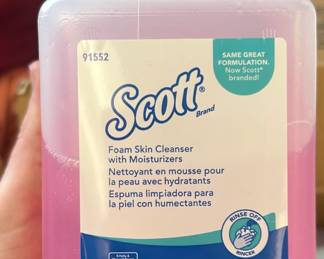 91552
SAME GREAT
FORMULATION.
Now Scott®
branded!
Scott®
Brand
Foam Skin Cleanser
with Moisturizers
Nettoyant en mousse pour
la peau avec hydratants
Espuma limpiadora para
la piel con humectantes
RINSE OFF
RINCER